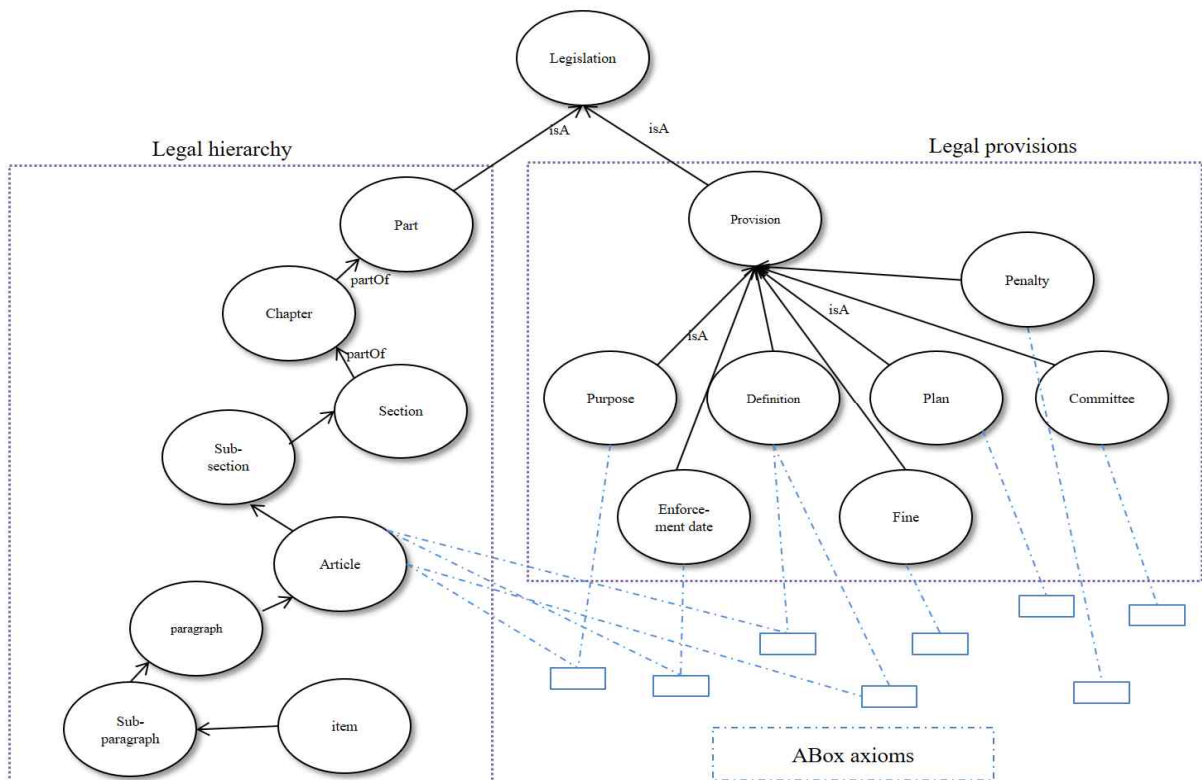 Legislation
isA
isA
Legal hierarchy
Legal provisions
Part
Provision
partOf
Chapter
Penalty
isA
isA
partOf
Section
Purpose
Definition
Plan
Committee
Sub-
section
Enforce-
ment date
Fine
Article
paragraph
Sub-
paragraph
item
ABox axioms